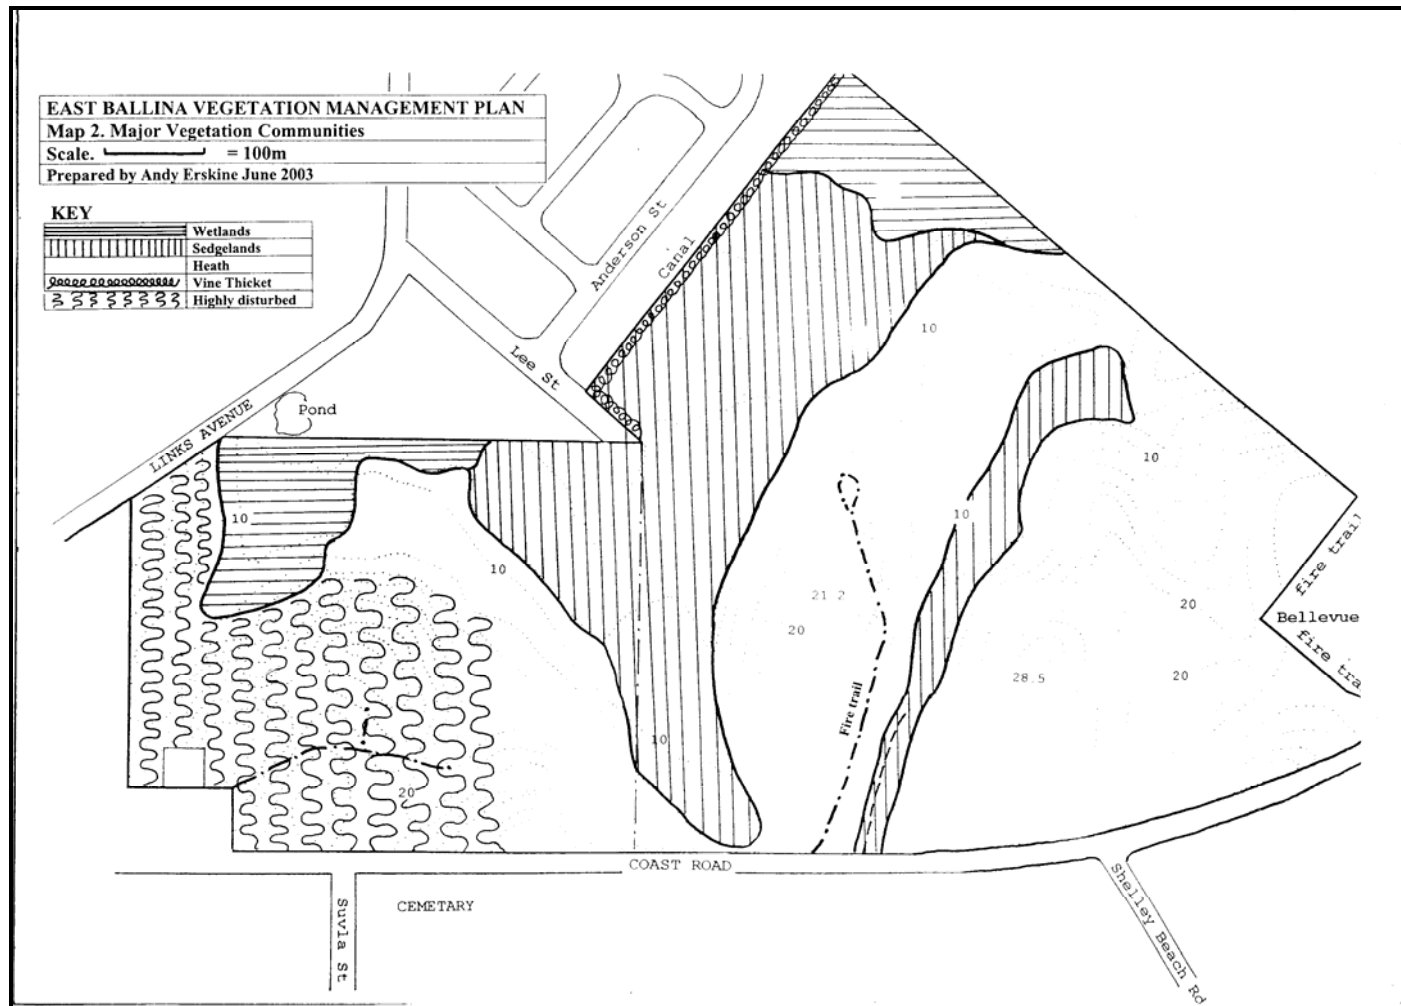 EAST BALLINA VEGETATION MANAGEMENT PLAN
Map 2. Major Vegetation Communities
Scale. = 100m
Prepared by Andy Erskine June 2003
KEY
Wetlands
Sedgelands
Heath
Vine Thicket
Highly disturbed
Anderson St
Canal
Lee St
LINKS AVENUE
Pond
10
10
10
10
10
10
21 2
20
20
28.5
20
20
Fire trail
fire trail
Bellevue
fire tra
COAST ROAD
CEMETARY
Suvla St
Shelley Beach Rd